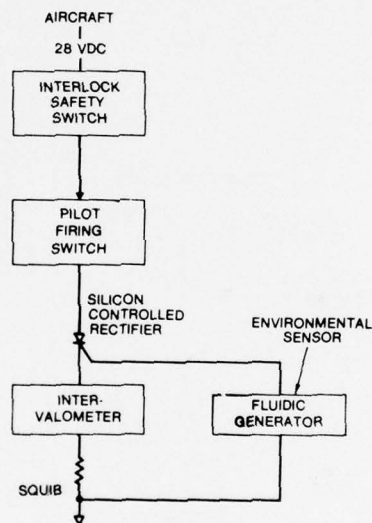 AIRCRAFT
28 VDC
INTERLOCK
SAFETY
SWITCH
PILOT
FIRING
SWITCH
SILICON
CONTROLLED
RECTIFIER
ENVIRONMENTAL
SENSOR
INTER-
VALOMETER
FLUIDIC
GENERATOR
SQUIB